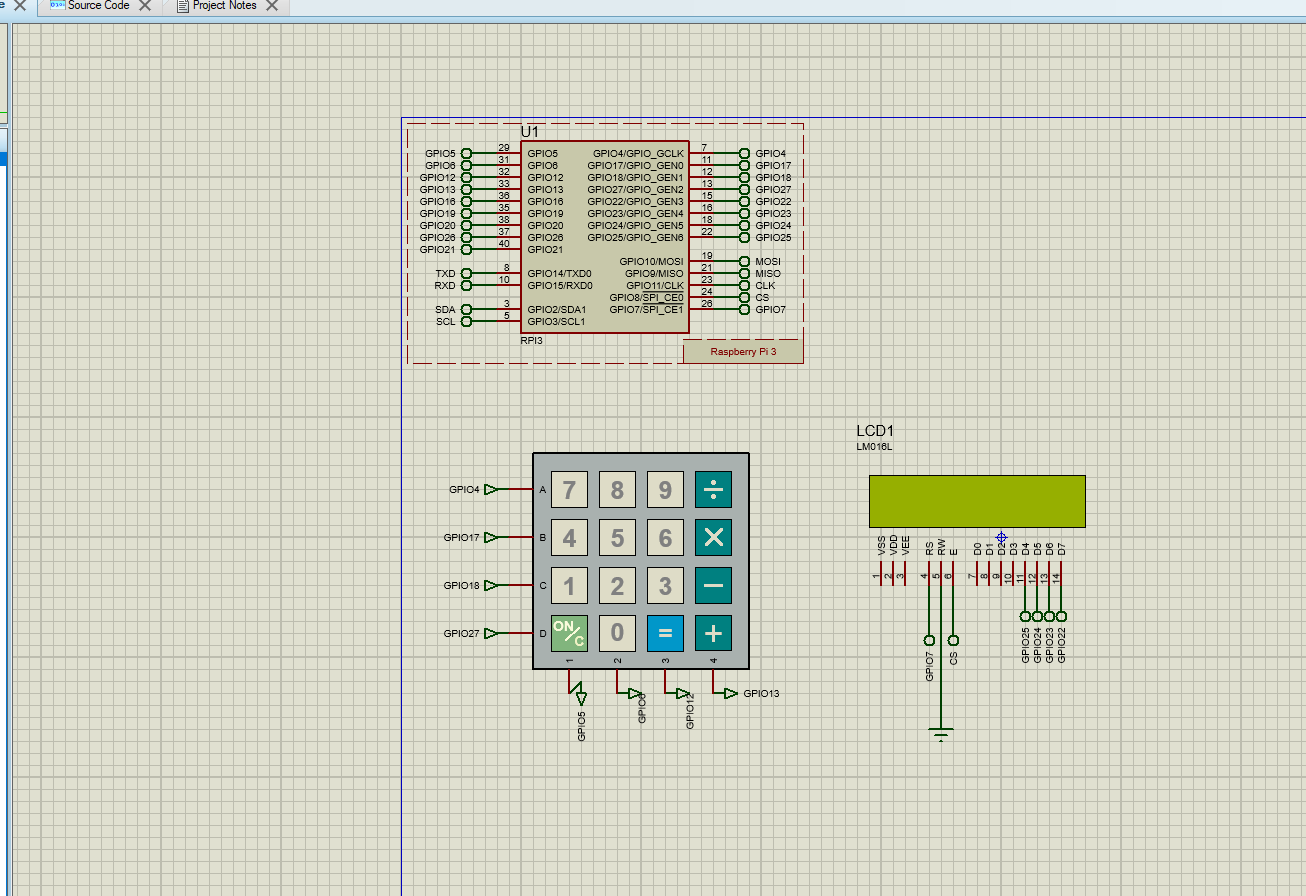 Source Code
Project Notes
U1
GPIO5 29 GPIO5 GPIO4/GPIO_GCLK 7 GPIO4
GPIO6 31 GPIO6 GPIO17/GPIO_GEN0 11 GPIO17
GPIO12 32 GPIO12 GPIO18/GPIO_GEN1 12 GPIO18
GPIO13 33 GPIO13 GPIO27/GPIO_GEN2 13 GPIO27
GPIO16 36 GPIO16 GPIO22/GPIO_GEN3 15 GPIO22
GPIO19 35 GPIO19 GPIO23/GPIO_GEN4 16 GPIO23
GPIO20 38 GPIO20 GPIO24/GPIO_GEN5 18 GPIO24
GPIO26 37 GPIO26 GPIO25/GPIO_GEN6 22 GPIO25
GPIO21 40 GPIO21
GPIO10/MOSI 19 MOSI
TXD 8 GPIO14/TXD0 GPIO9/MISO 21 MISO
RXD 10 GPIO15/RXD0 GPIO11/CLK 23 CLK
GPIO8/SPI_CE0 24 CS
SDA 3 GPIO2/SDA1 GPIO7/SPI_CE1 26 GPIO7
SCL 5 GPIO3/SCL1
RPI3
Raspberry Pi 3
LCD1
LM016L
GPIO4 A 7 8 9 ÷
GPIO17 B 4 5 6 ×
GPIO18 C 1 2 3 −
GPIO27 D ON/C 0 = +
1 2 3 4
GPIO5 GPIO6 GPIO12 GPIO13
VSS VDD VEE RS RW E D0 D1 D2 D3 D4 D5 D6 D7
1 2 3 4 5 6 7 8 9 10 11 12 13 14
GPIO7 CS GPIO25 GPIO24 GPIO23 GPIO22